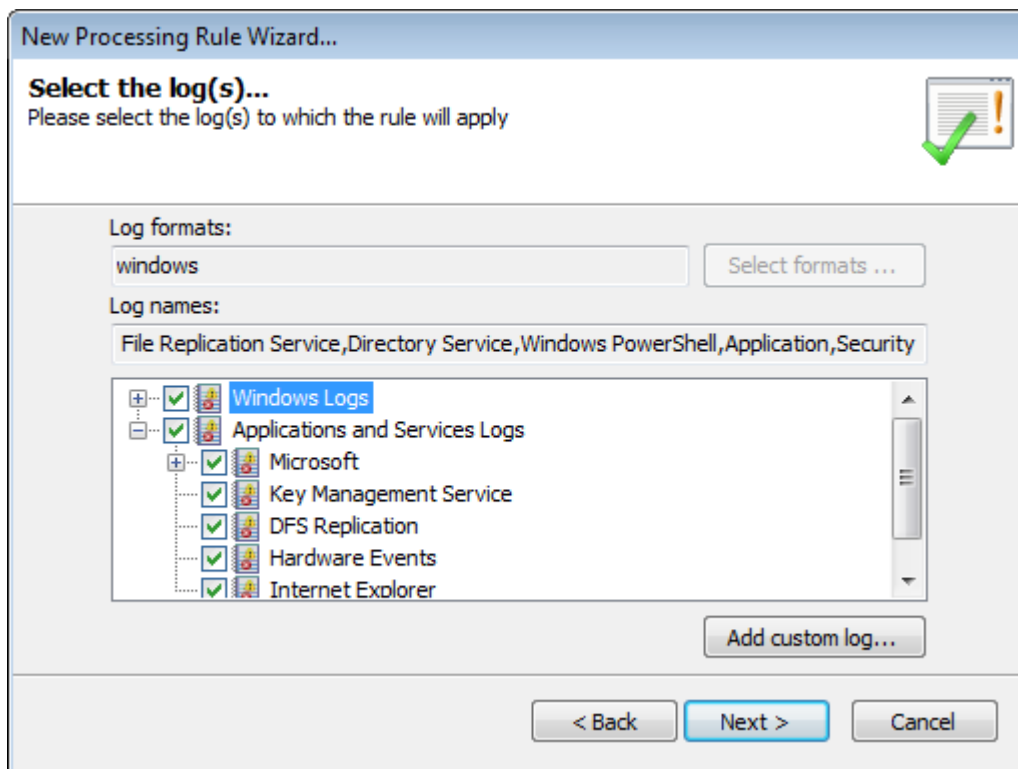 New Processing Rule Wizard...
Select the log(s)...
Please select the log(s) to which the rule will apply
Log formats:
windows
Select formats ...
Log names:
File Replication Service,Directory Service,Windows PowerShell,Application,Security
Windows Logs
Applications and Services Logs
Microsoft
Key Management Service
DFS Replication
Hardware Events
Internet Explorer
Add custom log...
< Back
Next >
Cancel